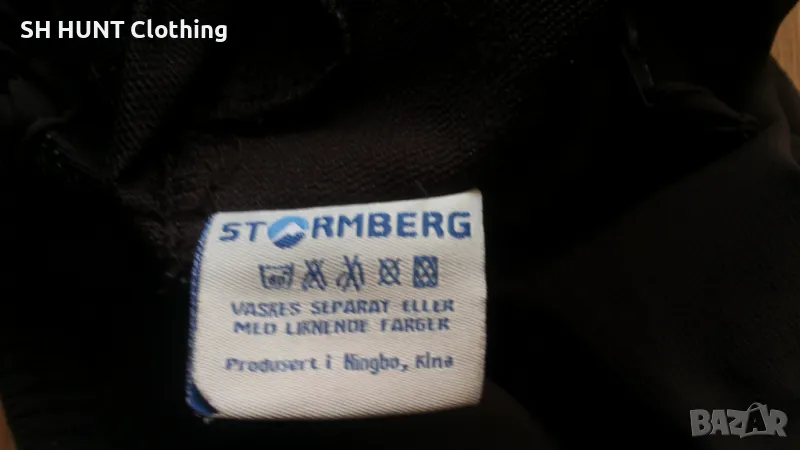 SH HUNT Clothing
STORMBERG
VASKES SEPARAT ELLER
MED LIKNENDE FARGER
Produsert i Ningbo, Kina
BAZAR